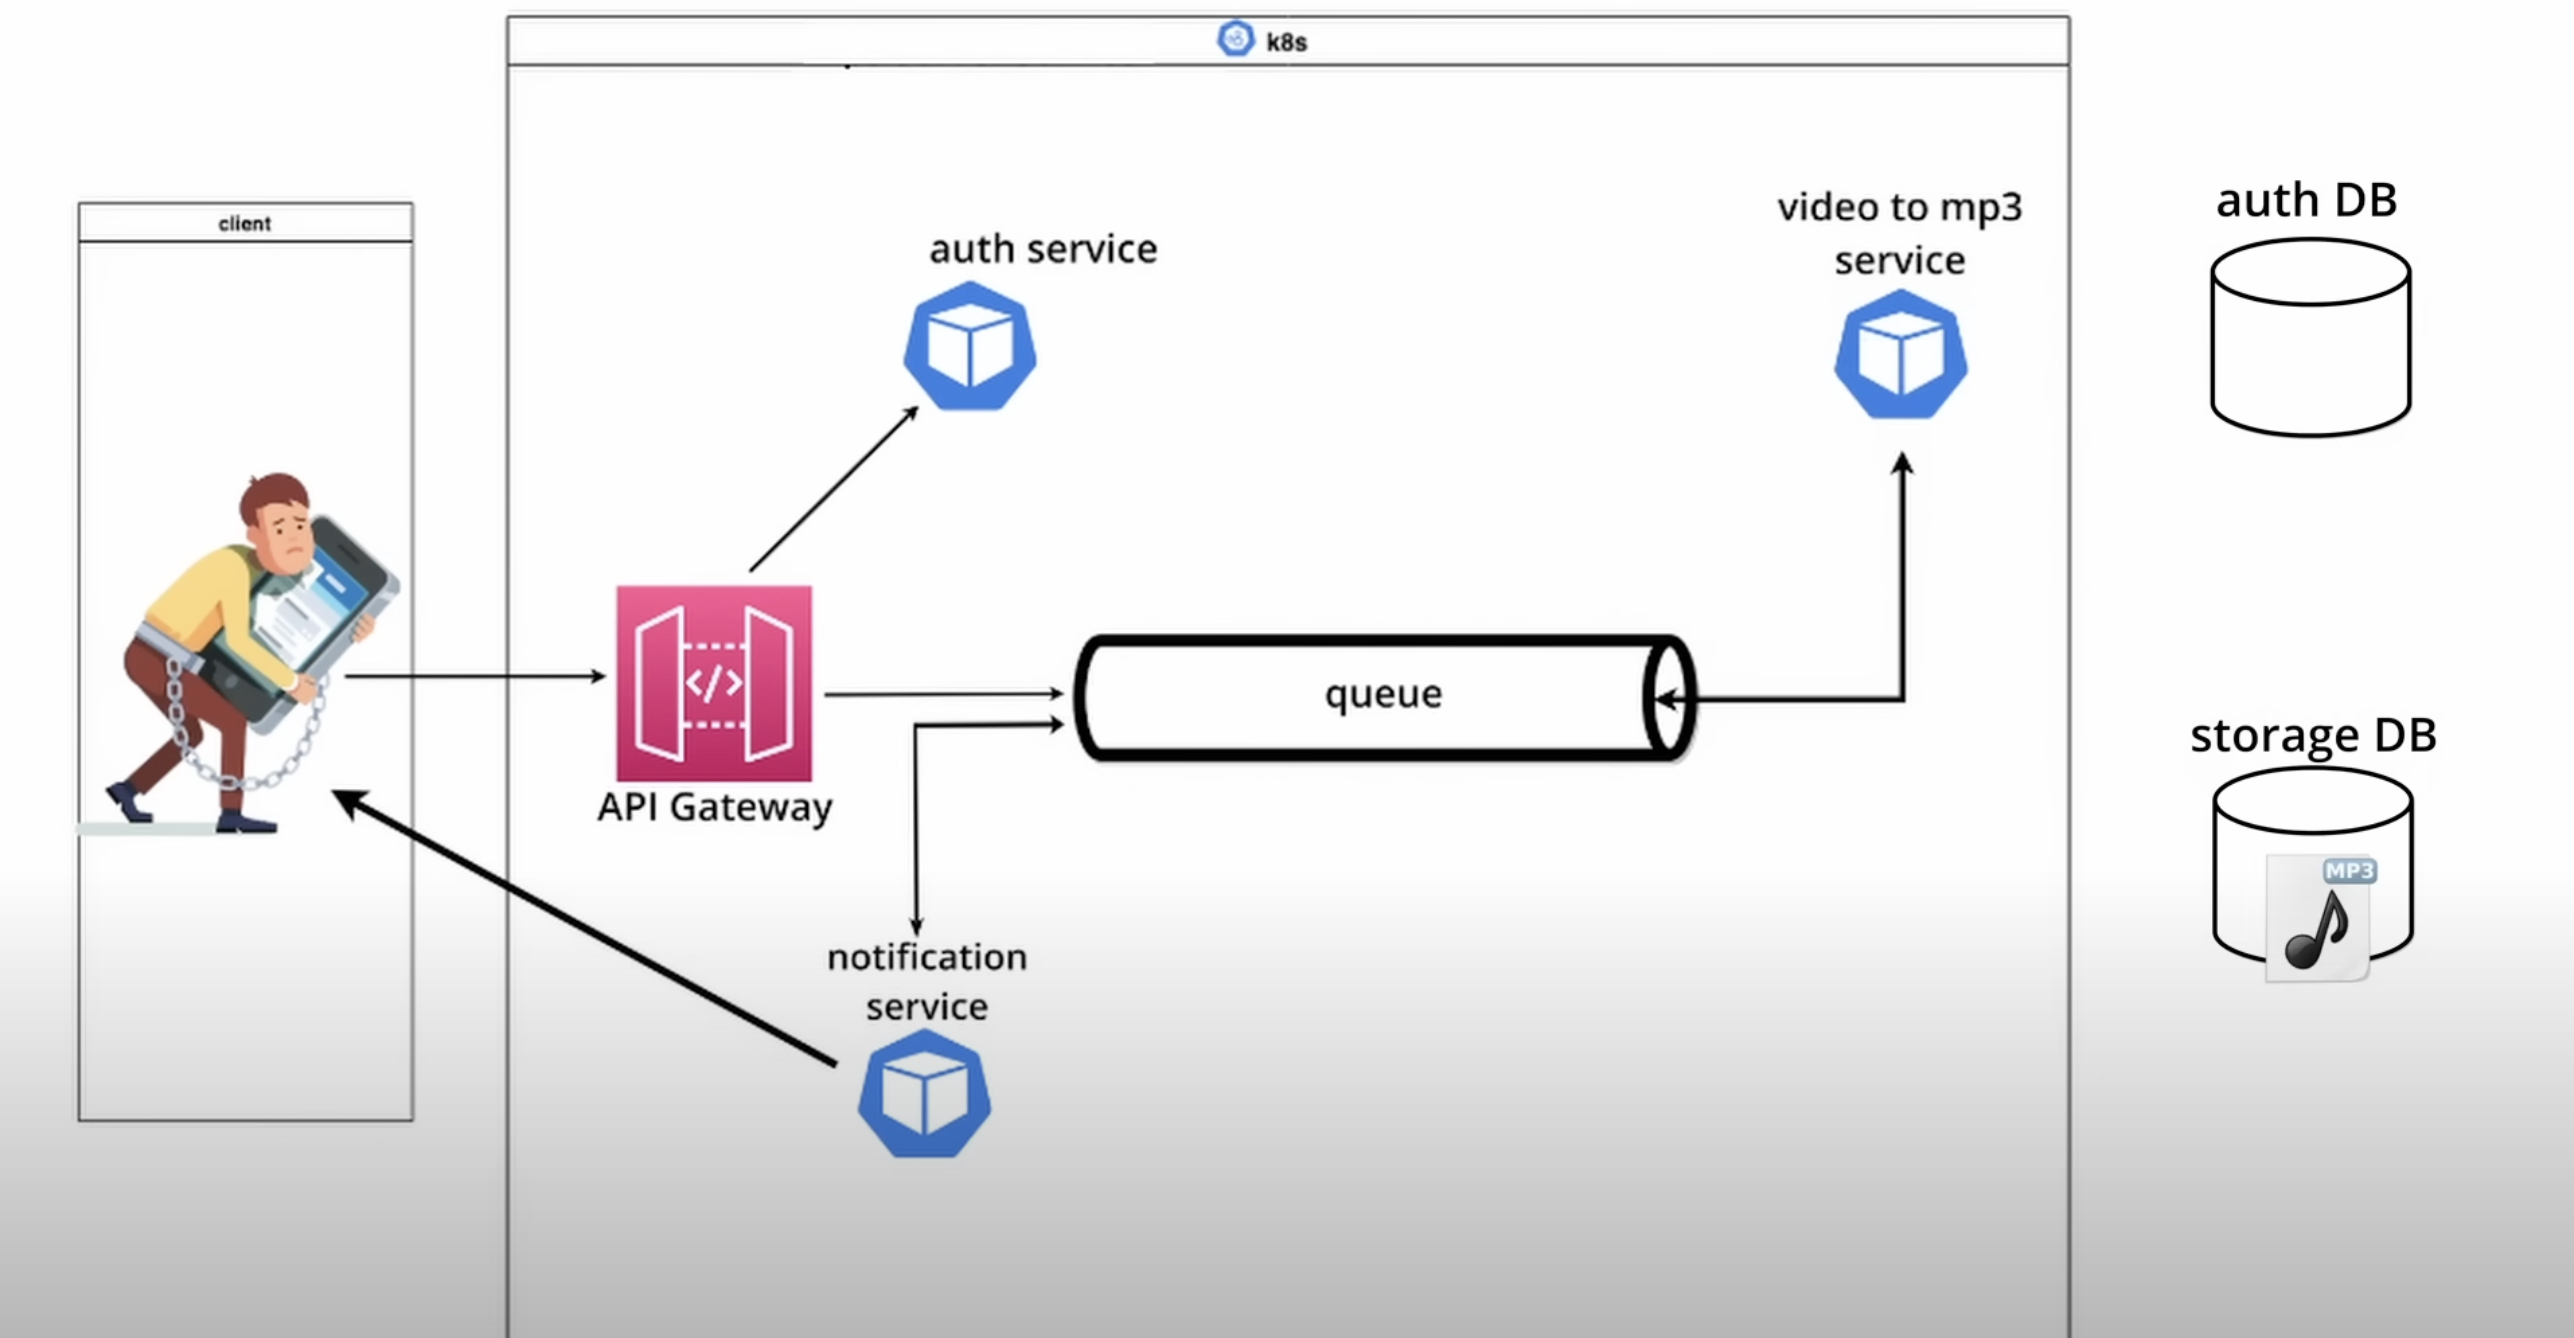 k8s
client
auth service
video to mp3
service
auth DB
</>
API Gateway
queue
storage DB
MP3
notification
service